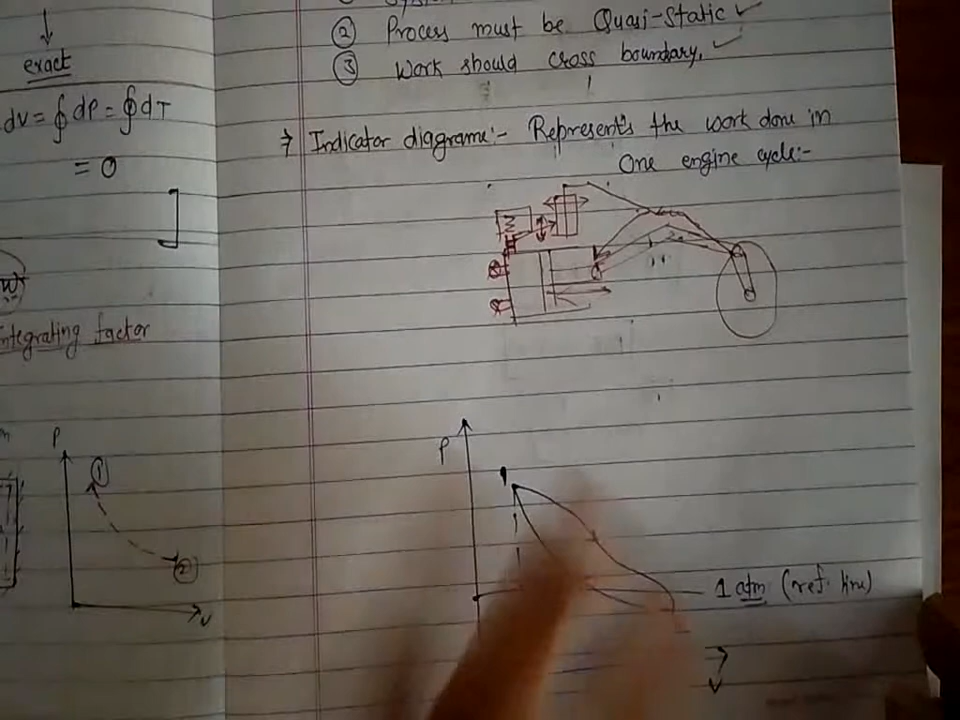 ② Process must be Quasi-Static ✓
③ Work should cross boundary. ✓
exact
dv = ∮ dp = ∮ dT
= 0
→ Indicator diagrame:- Represents the work done in
One engine cycle:-
integrating factor
P
①
②
v
P
1 atm (ref. line)
v